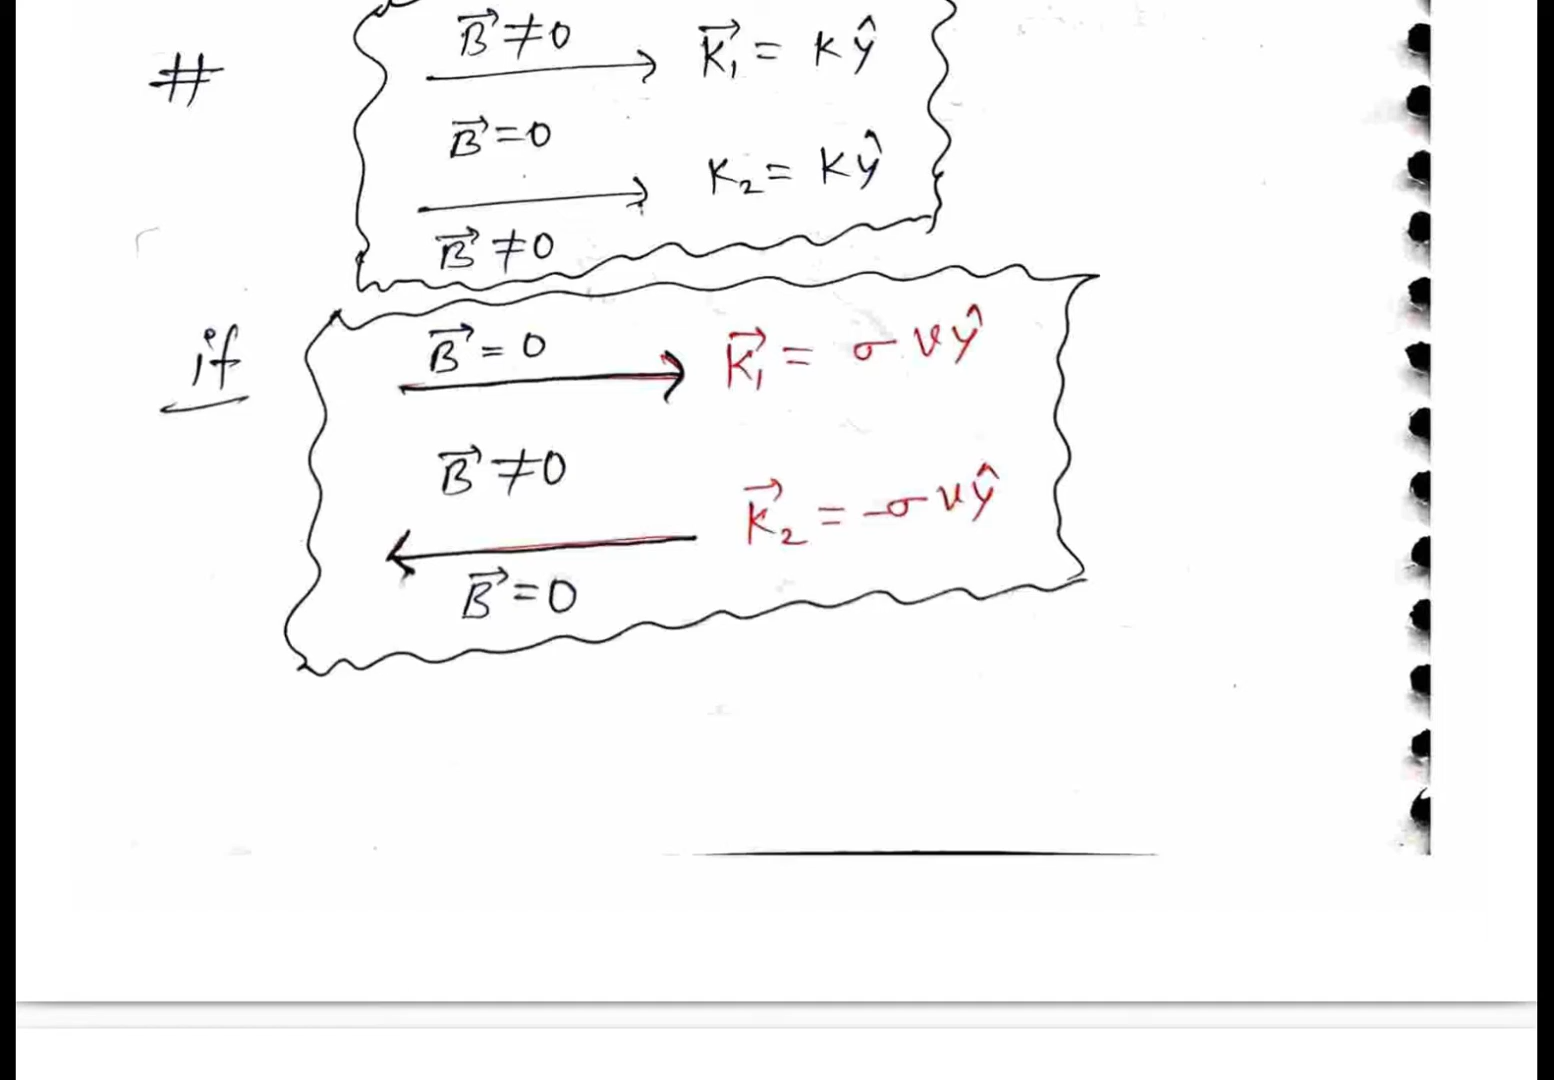 B⃗ ≠ 0
# K⃗₁ = K ŷ
B⃗ = 0
K₂ = K ŷ
B⃗ ≠ 0
if B⃗ = 0 K⃗₁ = σ v ŷ
B⃗ ≠ 0
K⃗₂ = -σ v ŷ
B⃗ = 0